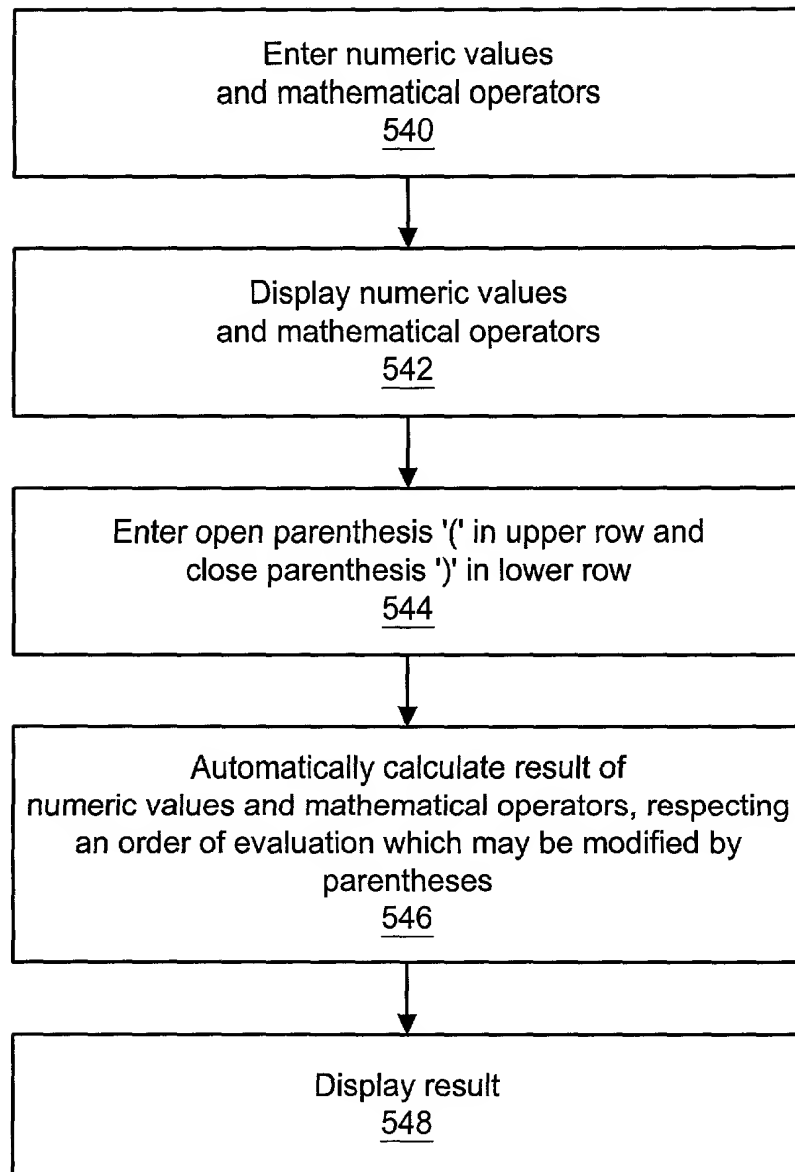 Enter numeric values
and mathematical operators
540
Display numeric values
and mathematical operators
542
Enter open parenthesis '(' in upper row and
close parenthesis ')' in lower row
544
Automatically calculate result of
numeric values and mathematical operators, respecting
an order of evaluation which may be modified by
parentheses
546
Display result
548